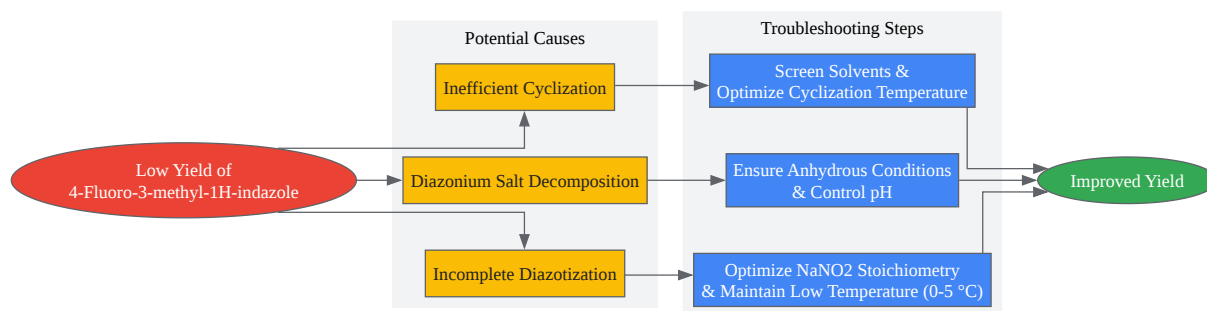 Potential Causes
Troubleshooting Steps
Inefficient Cyclization
Screen Solvents &
Optimize Cyclization Temperature
Low Yield of
4-Fluoro-3-methyl-1H-indazole
Diazonium Salt Decomposition
Ensure Anhydrous Conditions
& Control pH
Improved Yield
Incomplete Diazotization
Optimize NaNO2 Stoichiometry
& Maintain Low Temperature (0-5 °C)